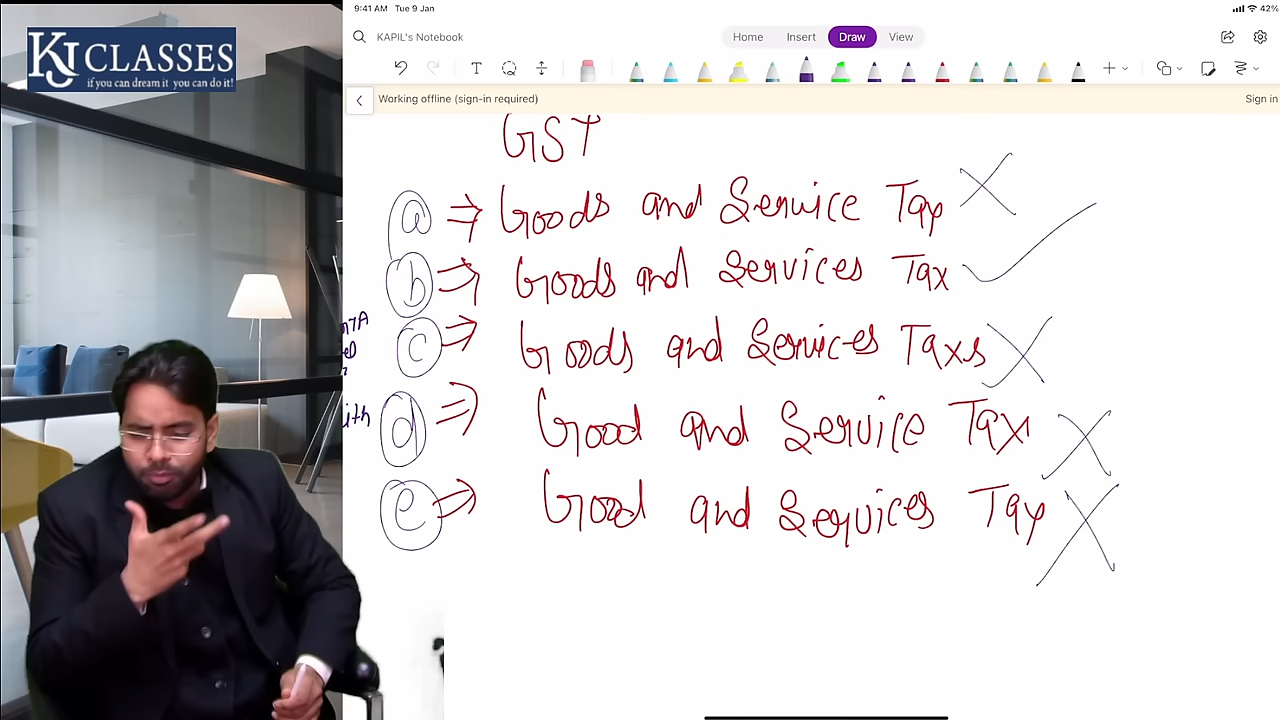 KJ CLASSES
if you can dream it you can do it!
9:41 AM Tue 9 Jan
42%
KAPIL's Notebook
Home Insert Draw View
Working offline (sign-in required)
Sign in
GST
a ⇒ Goods and Service Tax ✗
b ⇒ Goods and Services Tax ✓
c ⇒ Goods and Services Taxs ✗
d ⇒ Good and Service Tax ✗
e ⇒ Good and Services Tax ✗